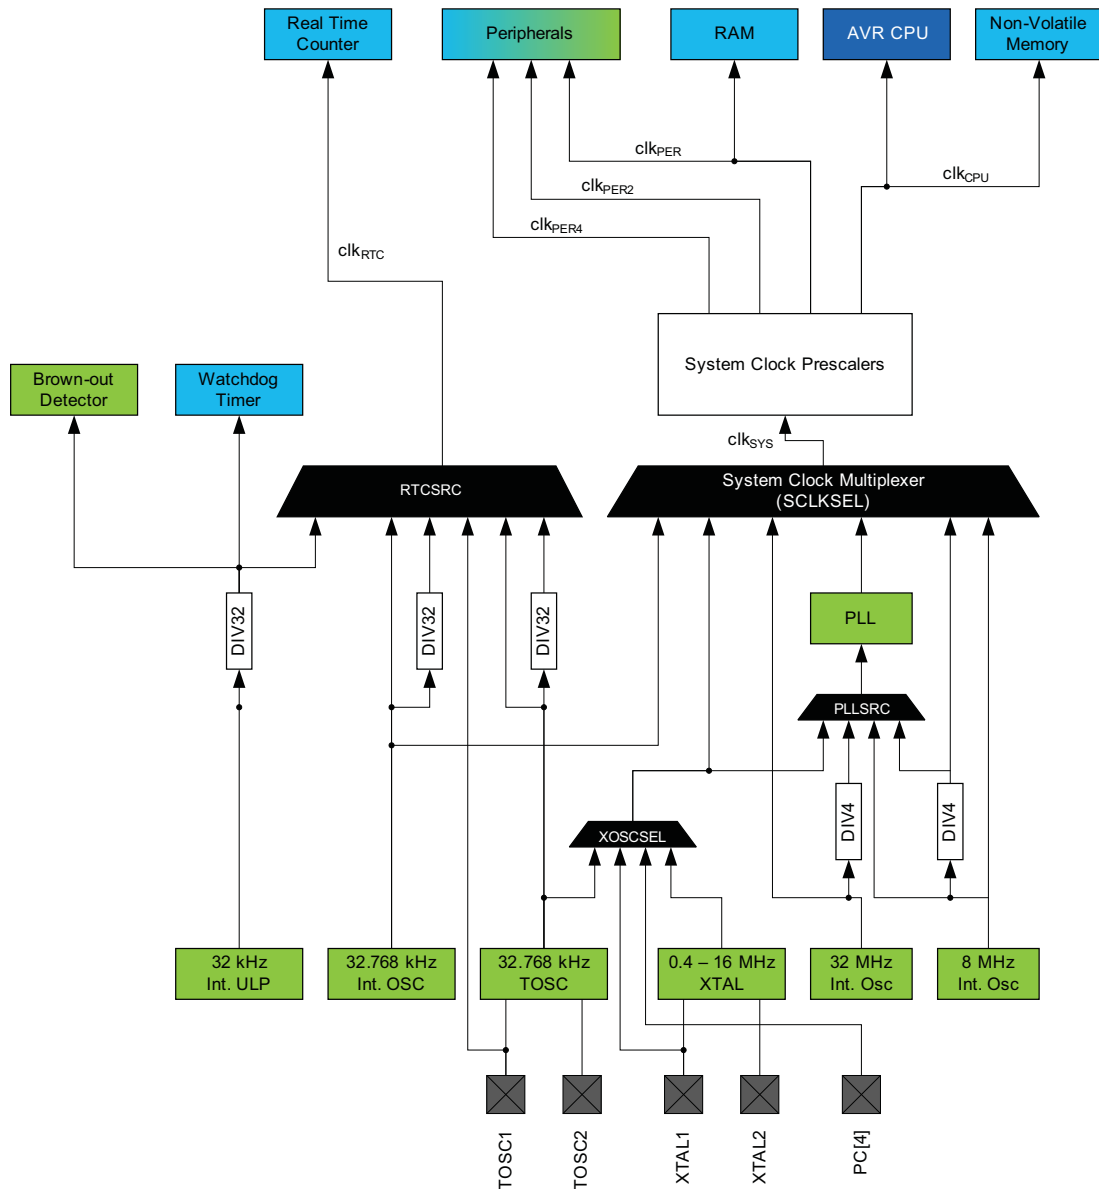 Real Time
Counter
Peripherals
RAM
AVR CPU
Non-Volatile
Memory
clkPER
clkPER2
clkCPU
clkPER4
clkRTC
System Clock Prescalers
Brown-out
Detector
Watchdog
Timer
clkSYS
RTCSRC
System Clock Multiplexer
(SCLKSEL)
DIV32
DIV32
DIV32
PLL
PLLSRC
DIV4
DIV4
XOSCSEL
32 kHz
Int. ULP
32.768 kHz
Int. OSC
32.768 kHz
TOSC
0.4 – 16 MHz
XTAL
32 MHz
Int. Osc
8 MHz
Int. Osc
TOSC1
TOSC2
XTAL1
XTAL2
PC[4]